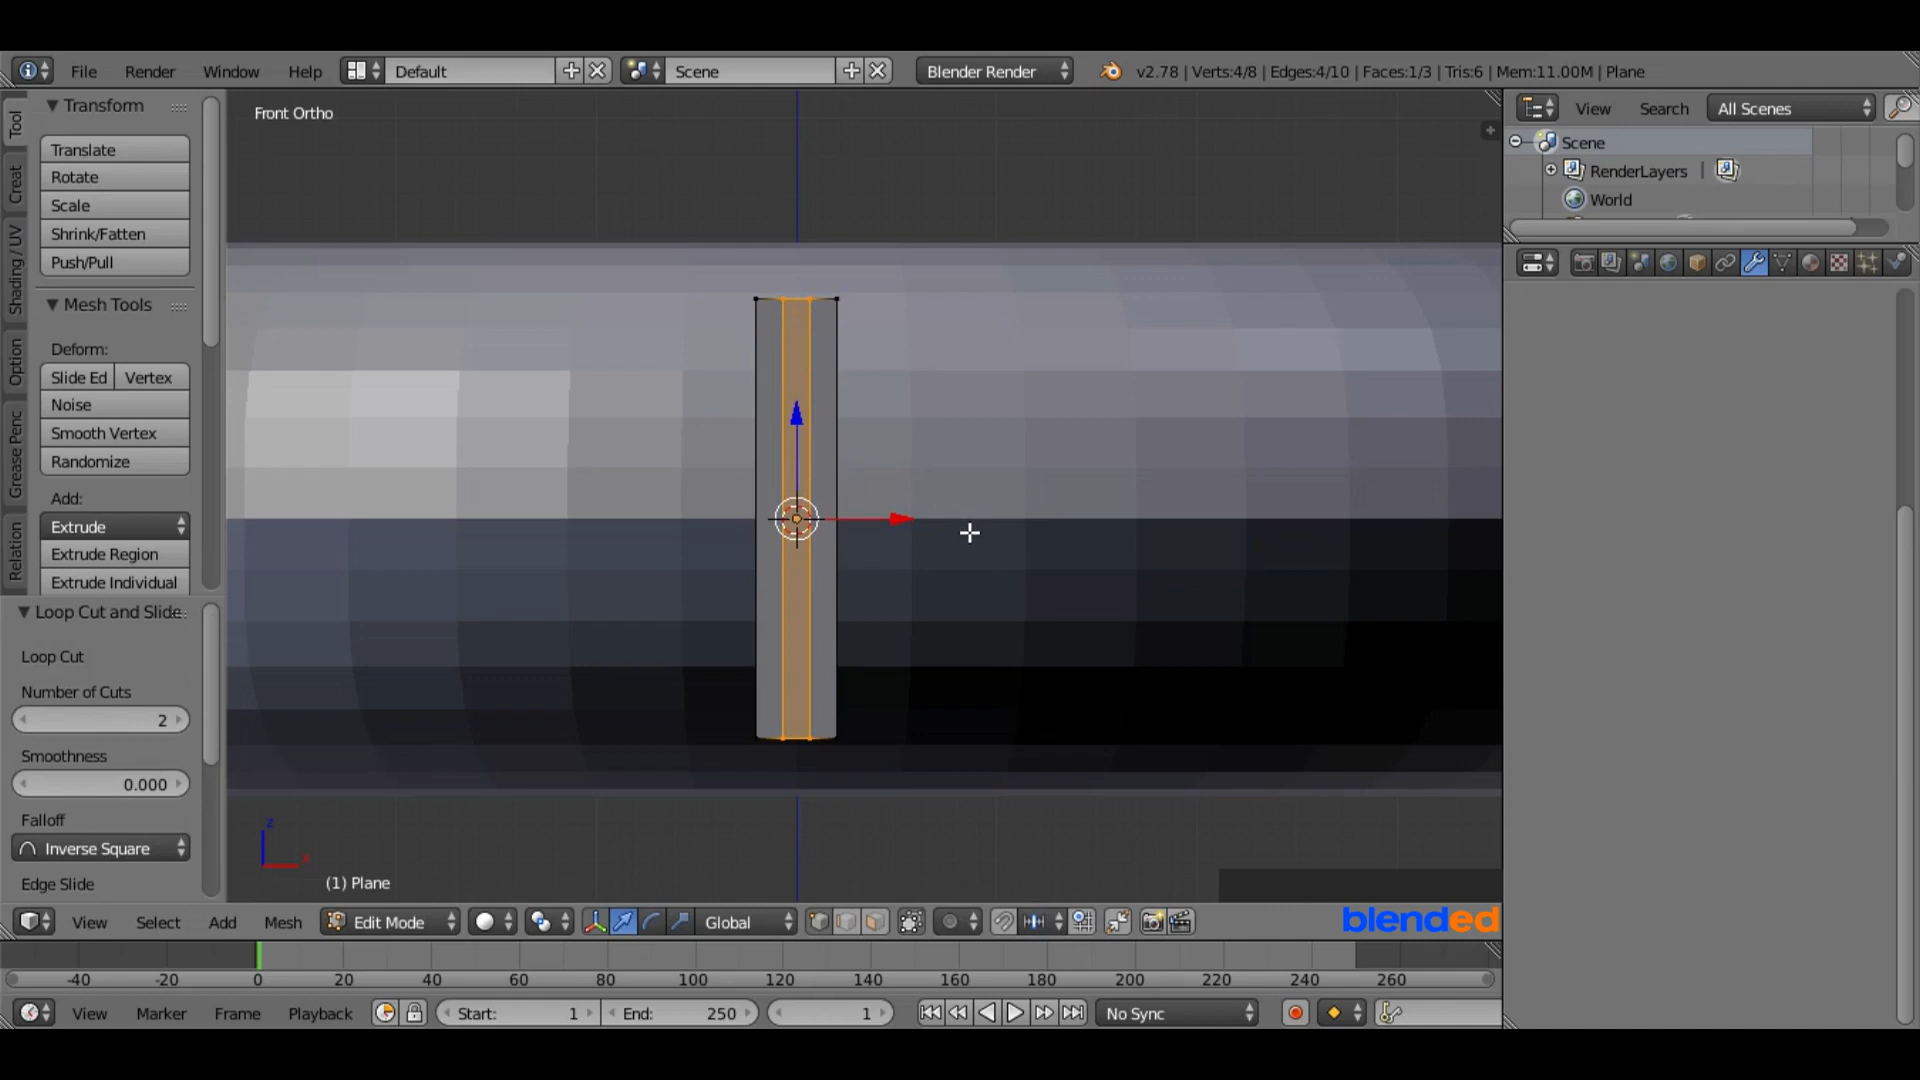 File Render Window Help Default Scene Blender Render v2.78 | Verts:4/8 | Edges:4/10 | Faces:1/3 | Tris:6 | Mem:11.00M | Plane
Transform
Translate
Rotate
Scale
Shrink/Fatten
Push/Pull
Mesh Tools
Deform:
Slide Ed Vertex
Noise
Smooth Vertex
Randomize
Add:
Extrude
Extrude Region
Extrude Individual
Tool
Creat
Shading / UV
Option
Grease Penc
Relation
Loop Cut and Slide
Loop Cut
Number of Cuts
2
Smoothness
0.000
Falloff
Inverse Square
Edge Slide
Front Ortho
z
x
(1) Plane
View Search All Scenes
Scene
RenderLayers
World
View Select Add Mesh Edit Mode Global
blended
-40 -20 0 20 40 60 80 100 120 140 160 180 200 220 240 260
View Marker Frame Playback Start: 1 End: 250 1 No Sync